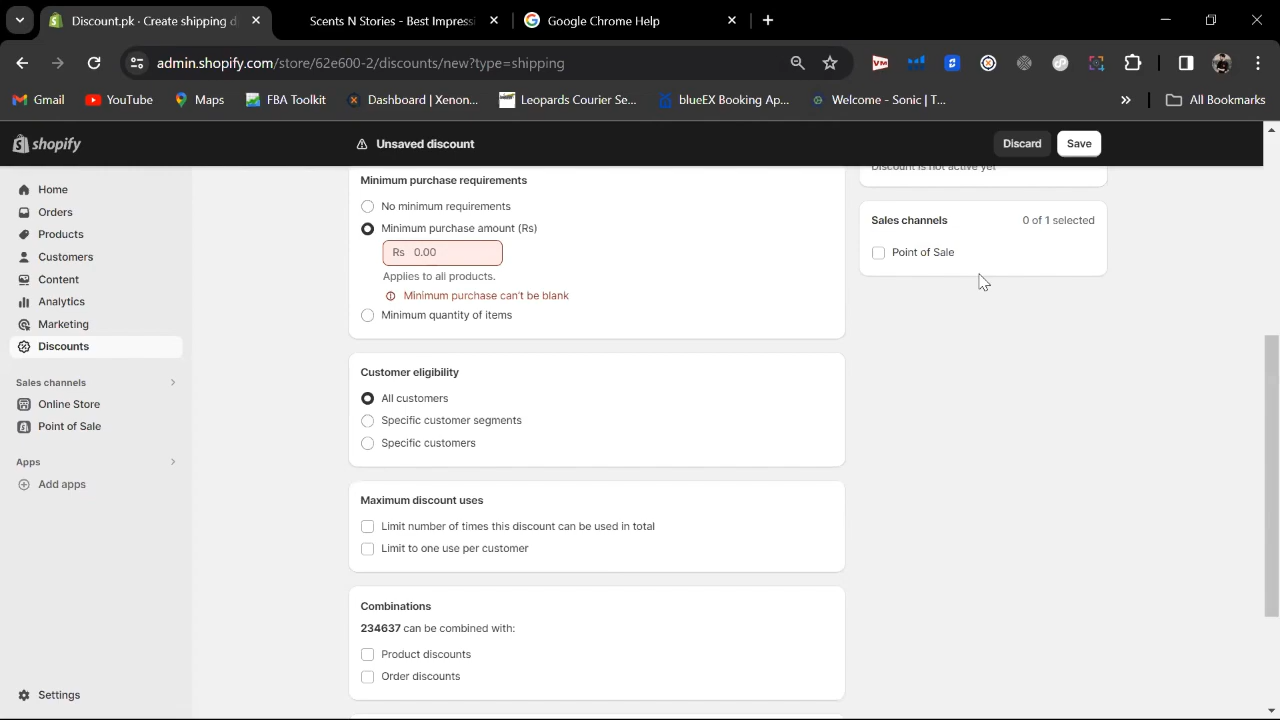 Discount.pk · Create shipping d
Scents N Stories - Best Impressi
Google Chrome Help
admin.shopify.com/store/62e600-2/discounts/new?type=shipping
Gmail
YouTube
Maps
FBA Toolkit
Dashboard | Xenon...
Leopards Courier Se...
blueEX Booking Ap...
Welcome - Sonic | T...
All Bookmarks
shopify
Unsaved discount
Discard
Save
Home
Orders
Products
Customers
Content
Analytics
Marketing
Discounts
Sales channels
Online Store
Point of Sale
Apps
Add apps
Settings
Minimum purchase requirements
No minimum requirements
Minimum purchase amount (Rs)
Rs 0.00
Applies to all products.
Minimum purchase can't be blank
Minimum quantity of items
Customer eligibility
All customers
Specific customer segments
Specific customers
Maximum discount uses
Limit number of times this discount can be used in total
Limit to one use per customer
Combinations
234637 can be combined with:
Product discounts
Order discounts
Discount is not active yet
Sales channels 0 of 1 selected
Point of Sale